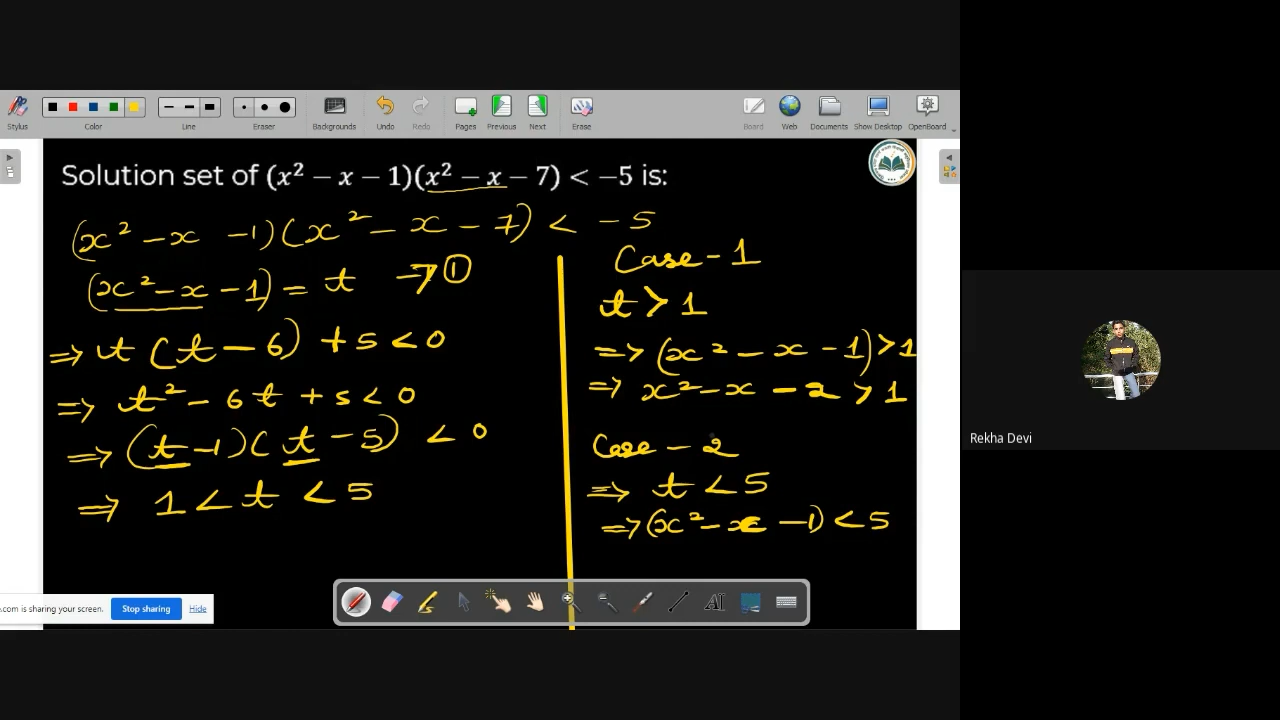 Stylus
Color
Line
Eraser
Backgrounds
Undo
Redo
Pages
Previous
Next
Erase
Board
Web
Documents
Show Desktop
OpenBoard
Solution set of (x² − x − 1)(x² − x − 7) < −5 is:
(x² − x − 1)(x² − x − 7) < −5
(x² − x − 1) = t → ①
⇒ t (t − 6) + 5 < 0
⇒ t² − 6t + 5 < 0
⇒ (t − 1)(t − 5) < 0
⇒ 1 < t < 5
Case - 1
t > 1
⇒ (x² − x − 1) > 1
⇒ x² − x − 2 > 1
Case - 2
⇒ t < 5
⇒ (x² − x − 1) < 5
.com is sharing your screen.
Stop sharing
Hide
Rekha Devi